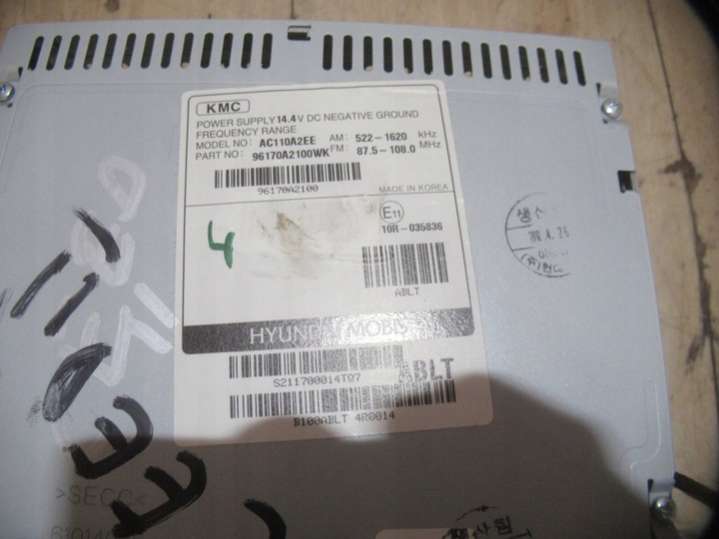 KMC
POWER SUPPLY 14.4V DC NEGATIVE GROUND
FREQUENCY RANGE
MODEL NO: AC110A2EE AM: 522-1620 kHz
PART NO: 96170A2100WK FM: 87.5-108.0 MHz
96170A2100
MADE IN KOREA
E11
10R-035836
4
ABLT
HYUNDAI MOBIS
S211700014T07
ABLT
B100ABLT 4R0014
>SECC<